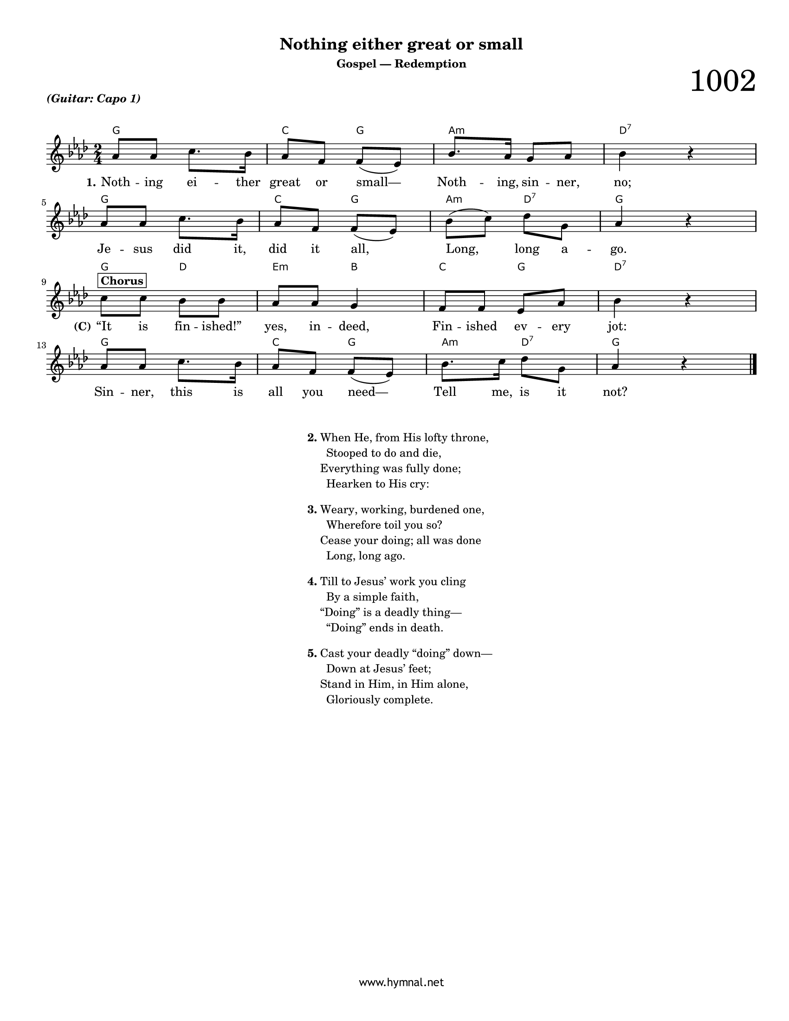 Nothing either great or small
Gospel — Redemption
1002
(Guitar: Capo 1)
G C G Am D7
1. Noth - ing ei - ther great or small— Noth - ing, sin - ner, no;
5
G C G Am D7 G
Je - sus did it, did it all, Long, long a - go.
G D Em B C G D7
9
Chorus
(C) “It is fin - ished!” yes, in - deed, Fin - ished ev - ery jot:
13
G C G Am D7 G
Sin - ner, this is all you need— Tell me, is it not?
2. When He, from His lofty throne,
Stooped to do and die,
Everything was fully done;
Hearken to His cry:
3. Weary, working, burdened one,
Wherefore toil you so?
Cease your doing; all was done
Long, long ago.
4. Till to Jesus’ work you cling
By a simple faith,
“Doing” is a deadly thing—
“Doing” ends in death.
5. Cast your deadly “doing” down—
Down at Jesus’ feet;
Stand in Him, in Him alone,
Gloriously complete.
www.hymnal.net